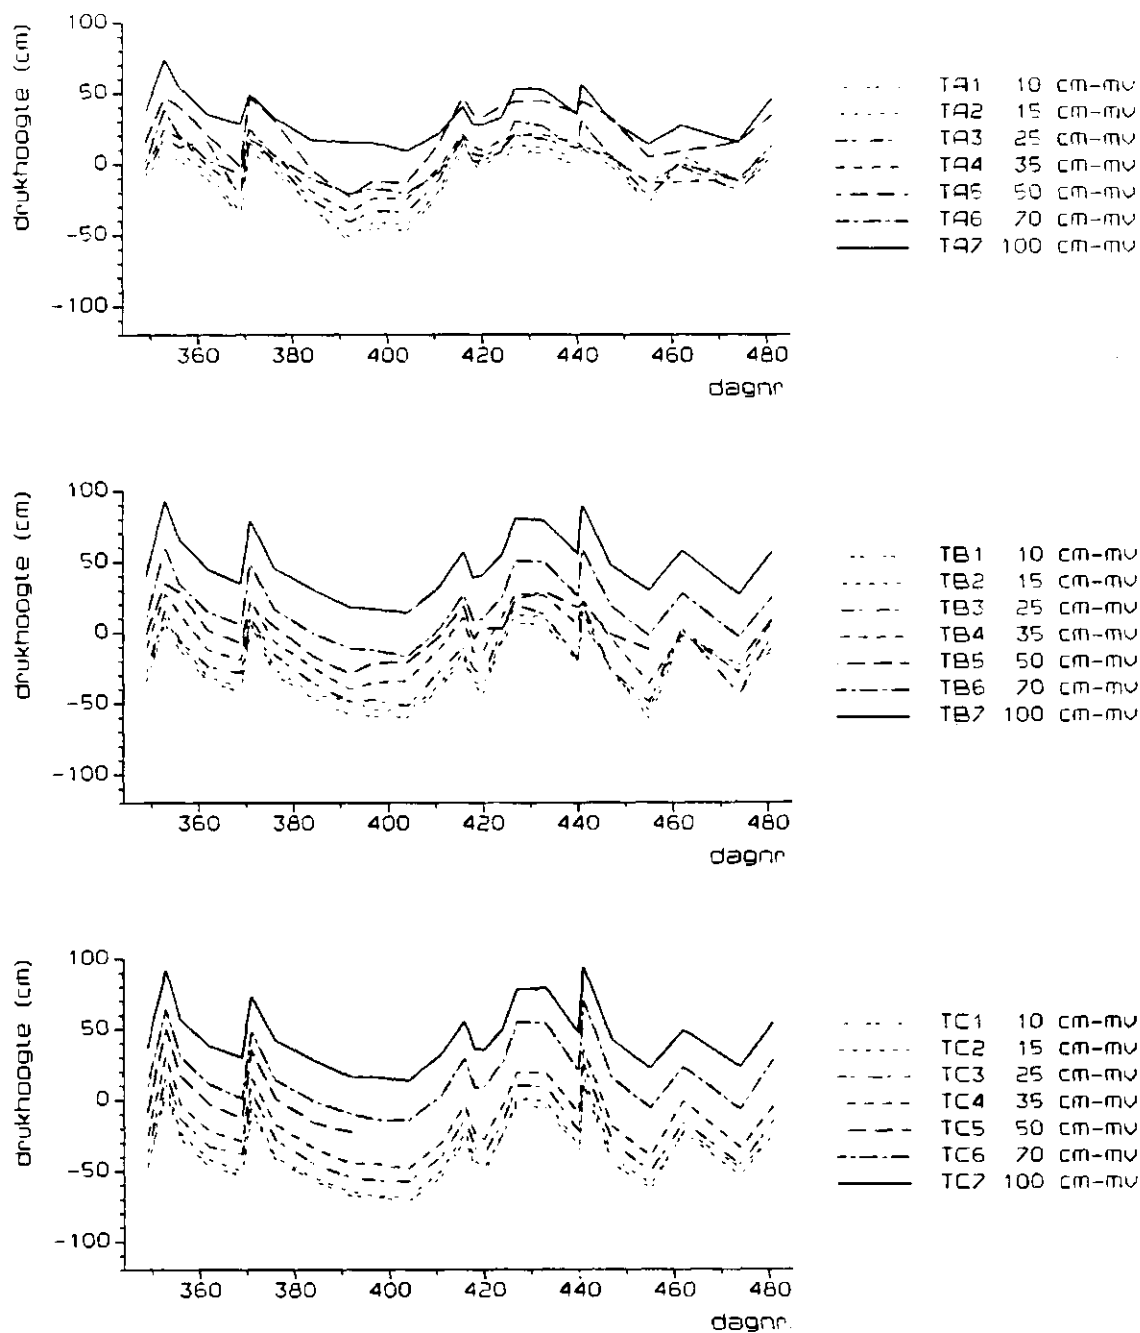 drukhoogte (cm)
100
50
0
-50
-100
360 380 400 420 440 460 480
dagnr.
TA1 10 cm-mv
TA2 15 cm-mv
TA3 25 cm-mv
TA4 35 cm-mv
TA5 50 cm-mv
TA6 70 cm-mv
TA7 100 cm-mv
drukhoogte (cm)
100
50
0
-50
-100
360 380 400 420 440 460 480
dagnr.
TB1 10 cm-mv
TB2 15 cm-mv
TB3 25 cm-mv
TB4 35 cm-mv
TB5 50 cm-mv
TB6 70 cm-mv
TB7 100 cm-mv
drukhoogte (cm)
100
50
0
-50
-100
360 380 400 420 440 460 480
dagnr.
TC1 10 cm-mv
TC2 15 cm-mv
TC3 25 cm-mv
TC4 35 cm-mv
TC5 50 cm-mv
TC6 70 cm-mv
TC7 100 cm-mv